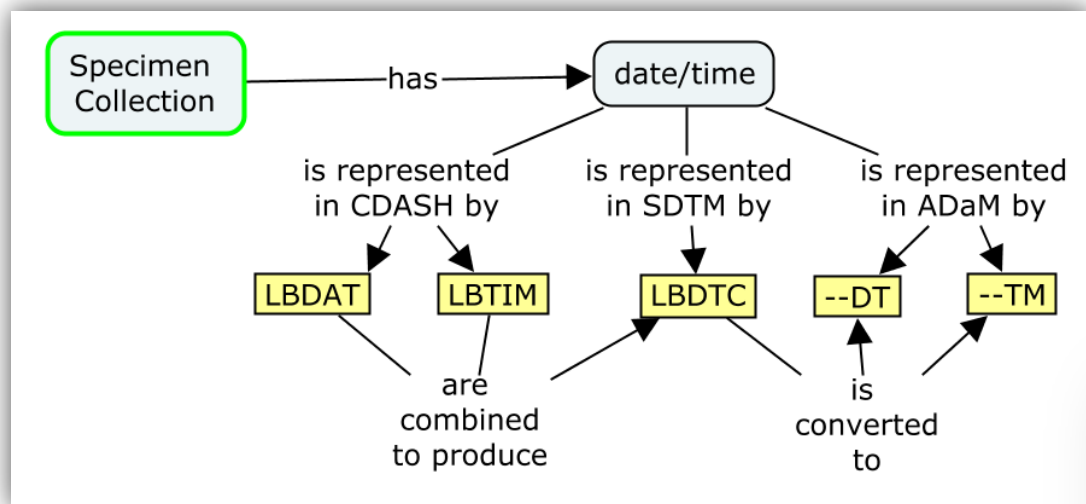 Specimen
Collection
has
date/time
is represented
in CDASH by
is represented
in SDTM by
is represented
in ADaM by
LBDAT
LBTIM
LBDTC
--DT
--TM
are
combined
to produce
is
converted
to